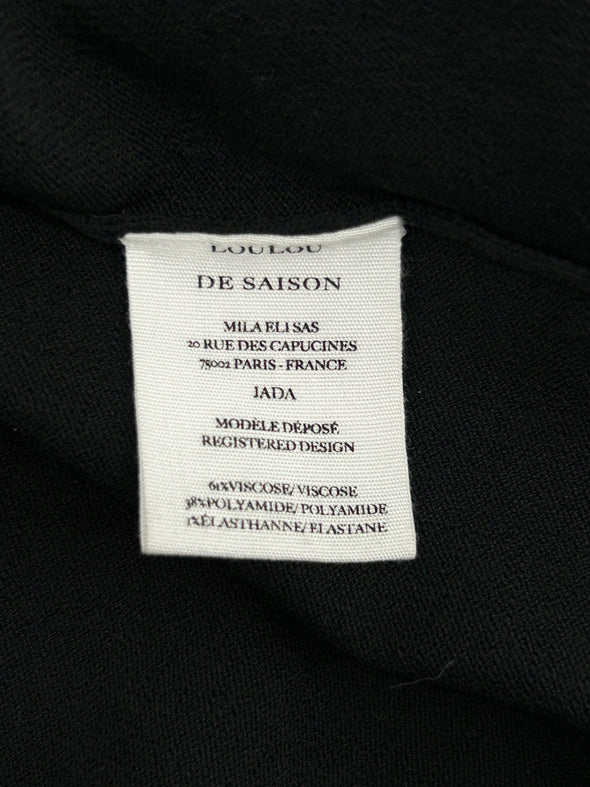 LOULOU
DE SAISON
MILA ELI SAS
20 RUE DES CAPUCINES
75002 PARIS - FRANCE
JADA
MODÈLE DÉPOSÉ
REGISTERED DESIGN
61%VISCOSE/VISCOSE
38%POLYAMIDE/POLYAMIDE
1%ÉLASTHANNE/ELASTANE